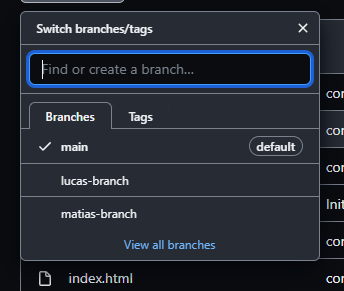 Switch branches/tags
Find or create a branch...
Branches Tags
main default
lucas-branch
matias-branch
View all branches
index.html